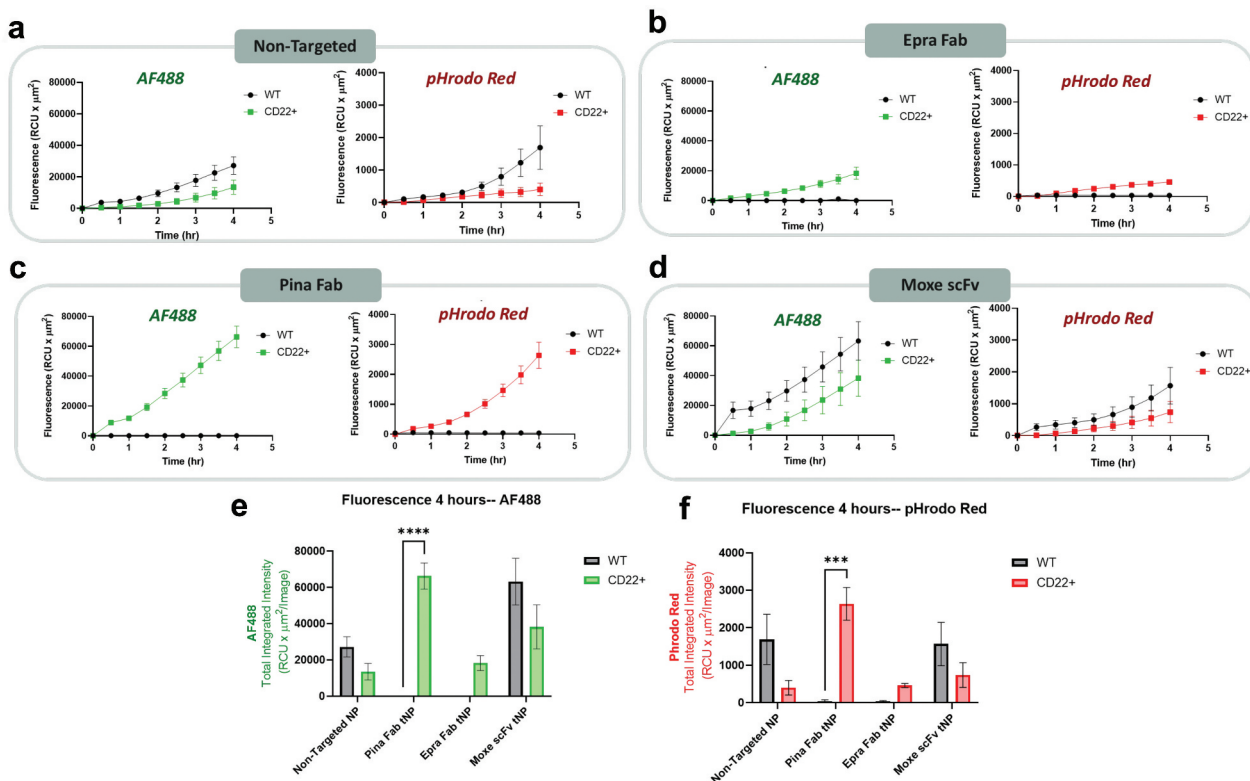 a
Non-Targeted
AF488
Fluorescence (RCU x μm²)
80000
60000
40000
20000
0
0 1 2 3 4 5
Time (hr)
WT
CD22+
pHrodo Red
Fluorescence (RCU x μm²)
4000
3000
2000
1000
0
0 1 2 3 4 5
Time (hr)
WT
CD22+
b
Epra Fab
AF488
Fluorescence (RCU x μm²)
80000
60000
40000
20000
0
0 1 2 3 4 5
Time (hr)
WT
CD22+
pHrodo Red
Fluorescence (RCU x μm²)
4000
3000
2000
1000
0
0 1 2 3 4 5
Time (hr)
WT
CD22+
c
Pina Fab
AF488
Fluorescence (RCU x μm²)
80000
60000
40000
20000
0
0 1 2 3 4 5
Time (hr)
WT
CD22+
pHrodo Red
Fluorescence (RCU x μm²)
4000
3000
2000
1000
0
0 1 2 3 4 5
Time (hr)
WT
CD22+
d
Moxe scFv
AF488
Fluorescence (RCU x μm²)
80000
60000
40000
20000
0
0 1 2 3 4 5
Time (hr)
WT
CD22+
pHrodo Red
Fluorescence (RCU x μm²)
4000
3000
2000
1000
0
0 1 2 3 4 5
Time (hr)
WT
CD22+
e
Fluorescence 4 hours-- AF488
AF488
Total Integrated Intensity
(RCU x μm²/Image)
80000
60000
40000
20000
0
****
WT
CD22+
Non-Targeted NP
Pina Fab tNP
Epra Fab tNP
Moxe scFv tNP
f
Fluorescence 4 hours-- pHrodo Red
Phrodo Red
Total Integrated Intensity
(RCU x μm²/Image)
4000
3000
2000
1000
0
***
WT
CD22+
Non-Targeted NP
Pina Fab tNP
Epra Fab tNP
Moxe scFv tNP